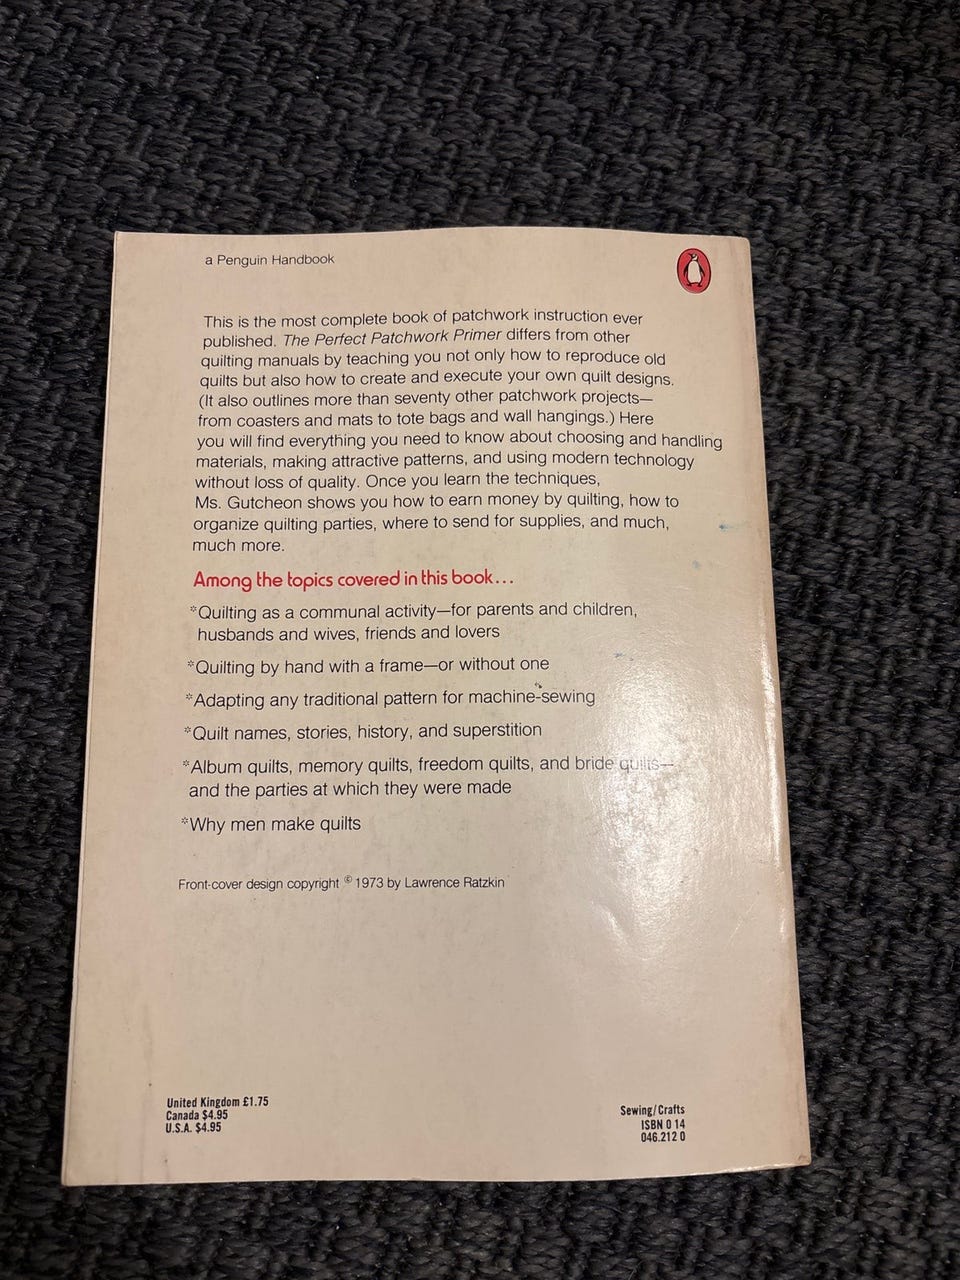 a Penguin Handbook
This is the most complete book of patchwork instruction ever
published. The Perfect Patchwork Primer differs from other
quilting manuals by teaching you not only how to reproduce old
quilts but also how to create and execute your own quilt designs.
(It also outlines more than seventy other patchwork projects—
from coasters and mats to tote bags and wall hangings.) Here
you will find everything you need to know about choosing and handling
materials, making attractive patterns, and using modern technology
without loss of quality. Once you learn the techniques,
Ms. Gutcheon shows you how to earn money by quilting, how to
organize quilting parties, where to send for supplies, and much,
much more.
Among the topics covered in this book...
*Quilting as a communal activity—for parents and children,
husbands and wives, friends and lovers
*Quilting by hand with a frame—or without one
*Adapting any traditional pattern for machine-sewing
*Quilt names, stories, history, and superstition
*Album quilts, memory quilts, freedom quilts, and bride quilts—
and the parties at which they were made
*Why men make quilts
Front-cover design copyright © 1973 by Lawrence Ratzkin
United Kingdom £1.75
Canada $4.95
U.S.A. $4.95
Sewing/Crafts
ISBN 0 14
046.212 0